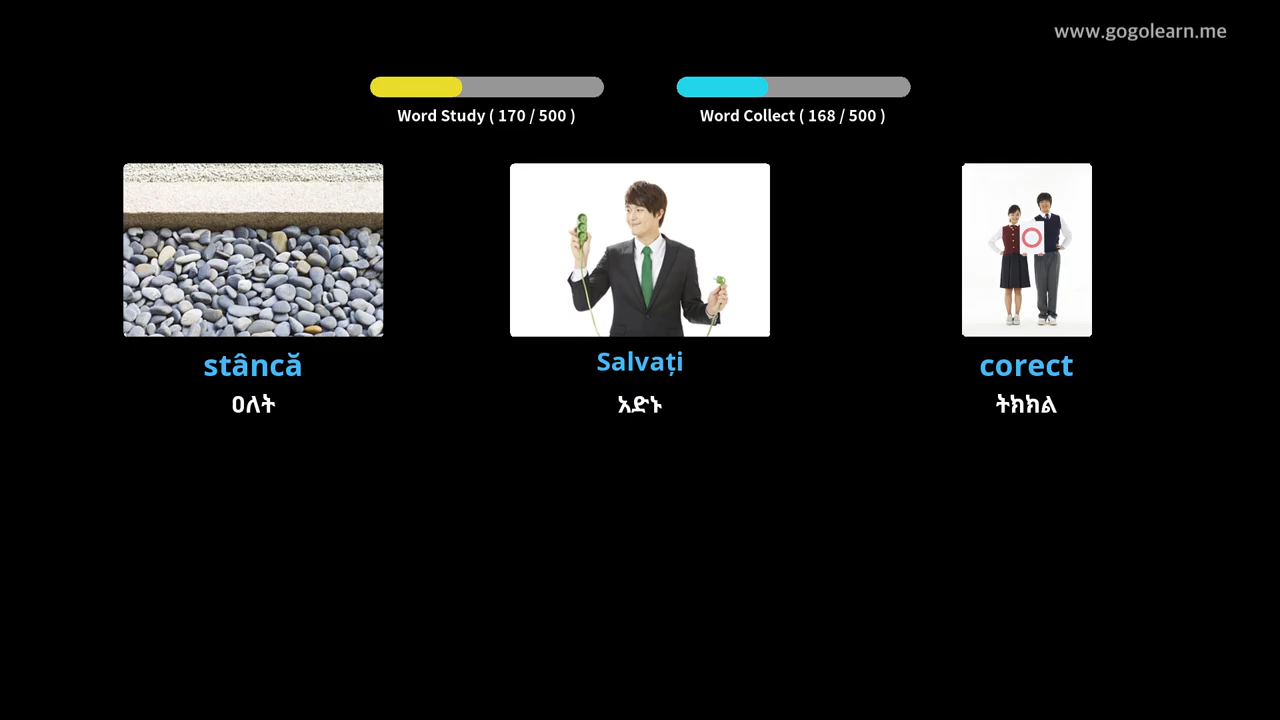 www.gogolearn.me
Word Study ( 170 / 500 )
Word Collect ( 168 / 500 )
stâncă
Salvați
corect
ዐለት
አድኑ
ትክክል